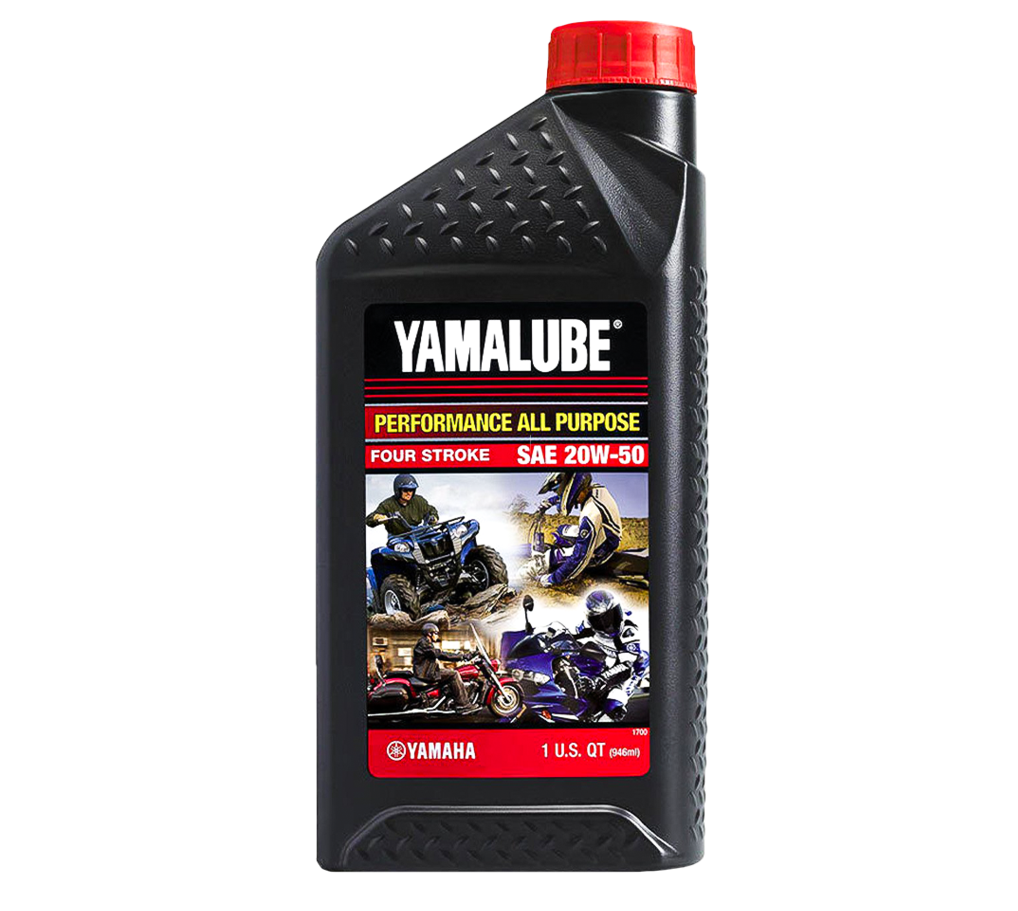 YAMALUBE®
PERFORMANCE ALL PURPOSE
FOUR STROKE SAE 20W-50
1700
YAMAHA 1 U.S. QT (946ml)